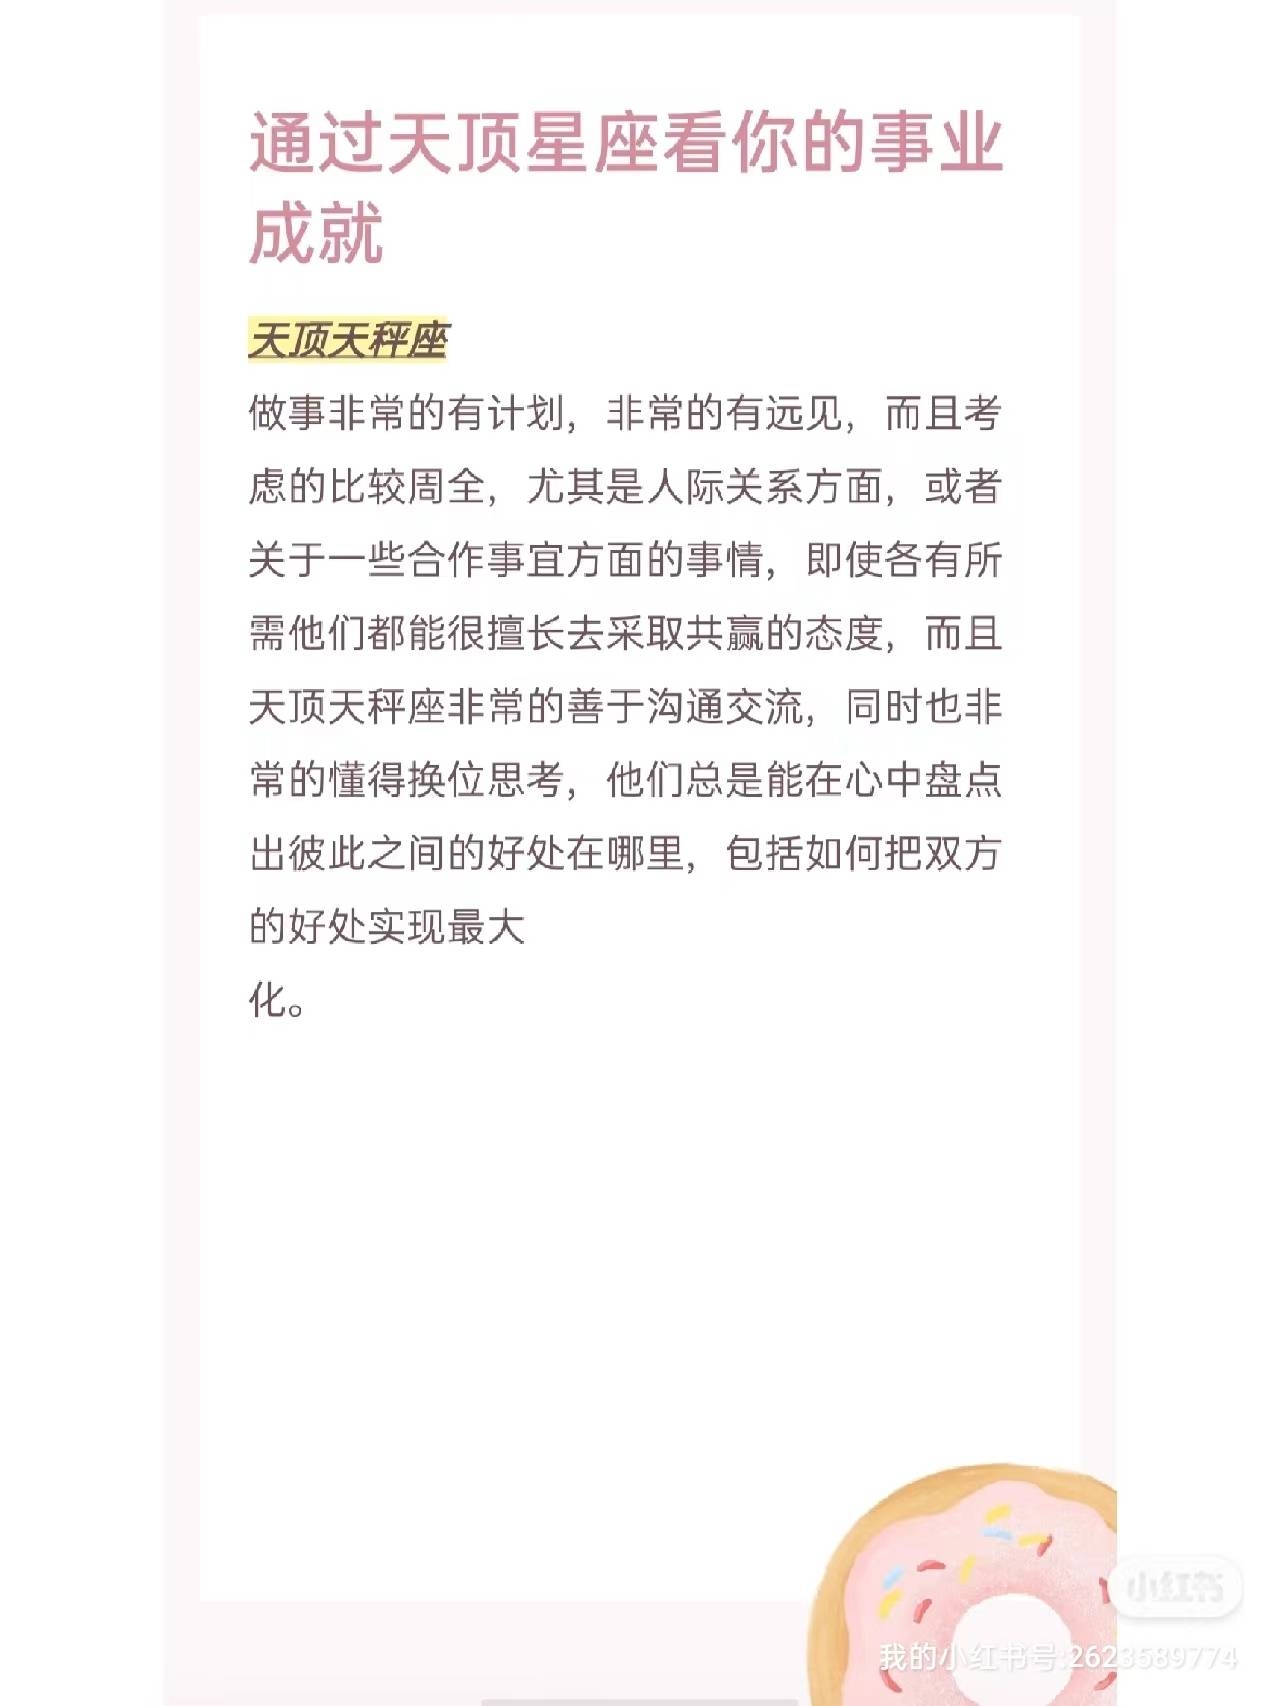 通过天顶星座看你的事业
成就
天顶天秤座
做事非常的有计划，非常的有远见，而且考
虑的比较周全，尤其是人际关系方面，或者
关于一些合作事宜方面的事情，即使各有所
需他们都能很擅长去采取共赢的态度，而且
天顶天秤座非常的善于沟通交流，同时也非
常的懂得换位思考，他们总是能在心中盘点
出彼此之间的好处在哪里，包括如何把双方
的好处实现最大
化。
小红书
我的小红书号:2623589774